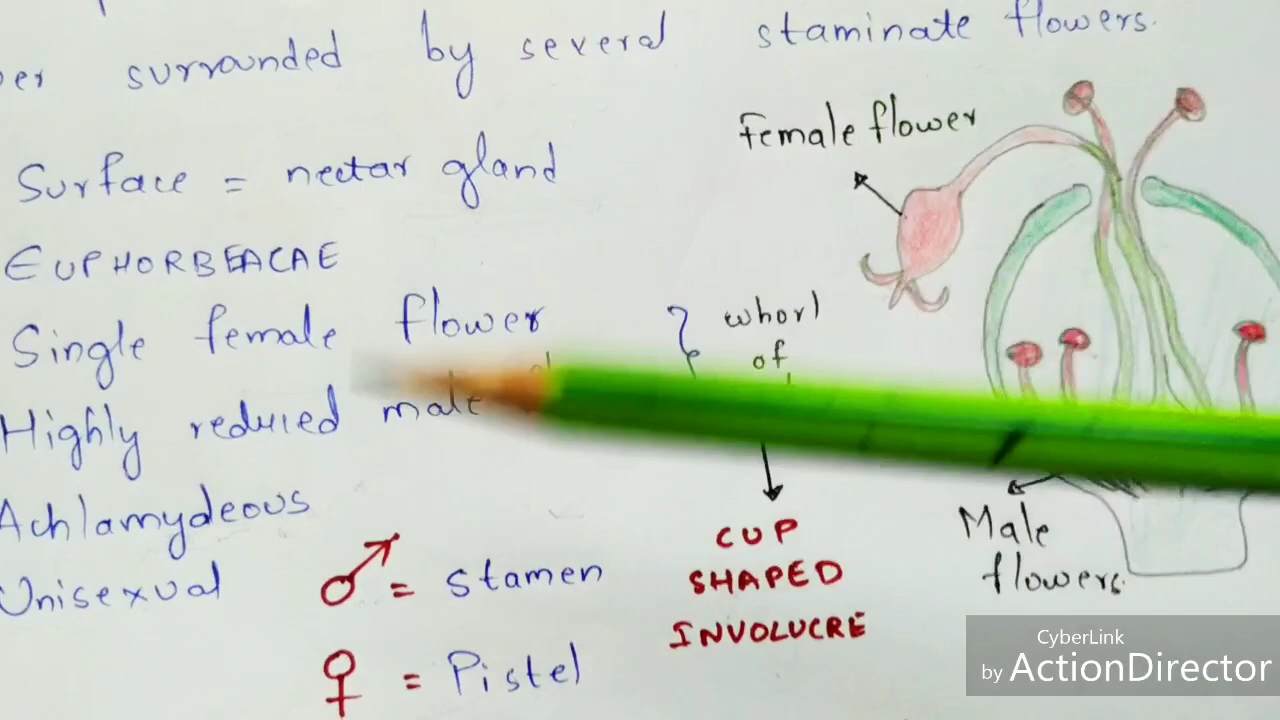 surrounded by several staminate flowers.
Female flower
Surface = nectar gland
EUPHORBEACAE
Single female flower
whorl
of
Highly reduced male
Achlamydeous
Male
flowers.
CUP
SHAPED
INVOLUCRE
Unisexual
♂ = Stamen
♀ = Pistel
CyberLink
by ActionDirector